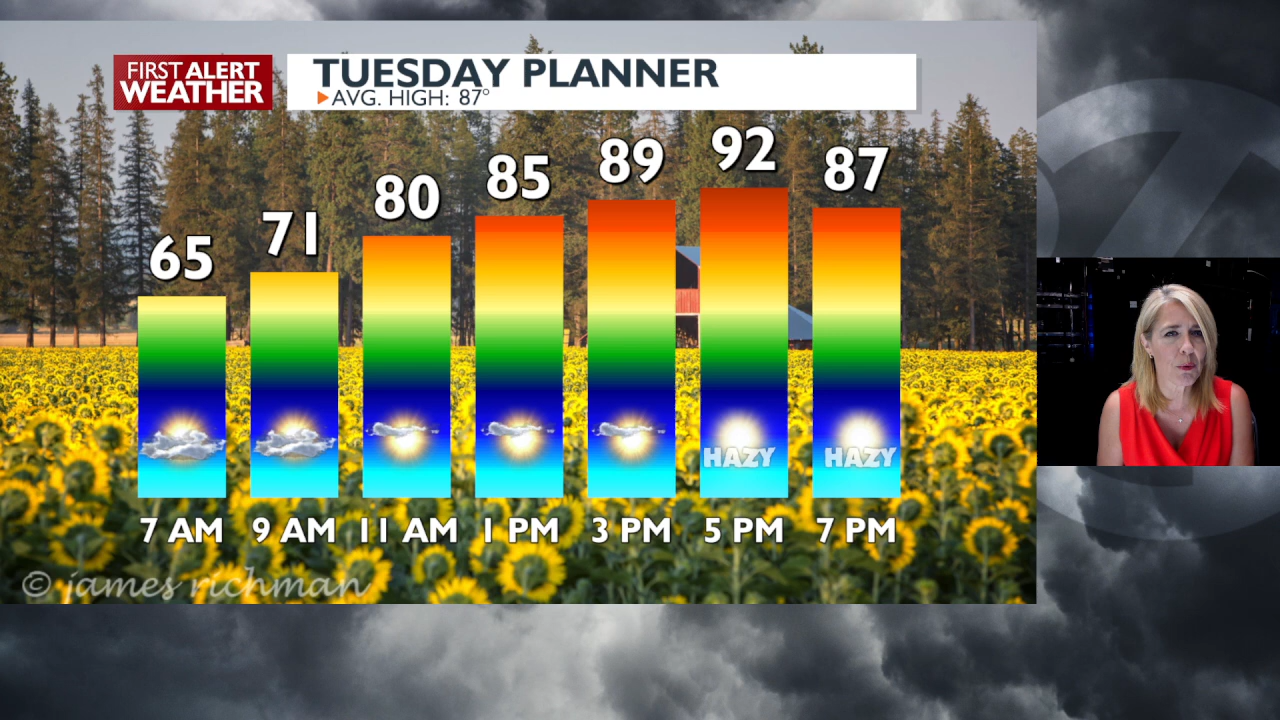 FIRST ALERT
WEATHER
TUESDAY PLANNER
AVG. HIGH: 87°
65 71 80 85 89 92 87
HAZY HAZY
7 AM 9 AM 11 AM 1 PM 3 PM 5 PM 7 PM
© james richman